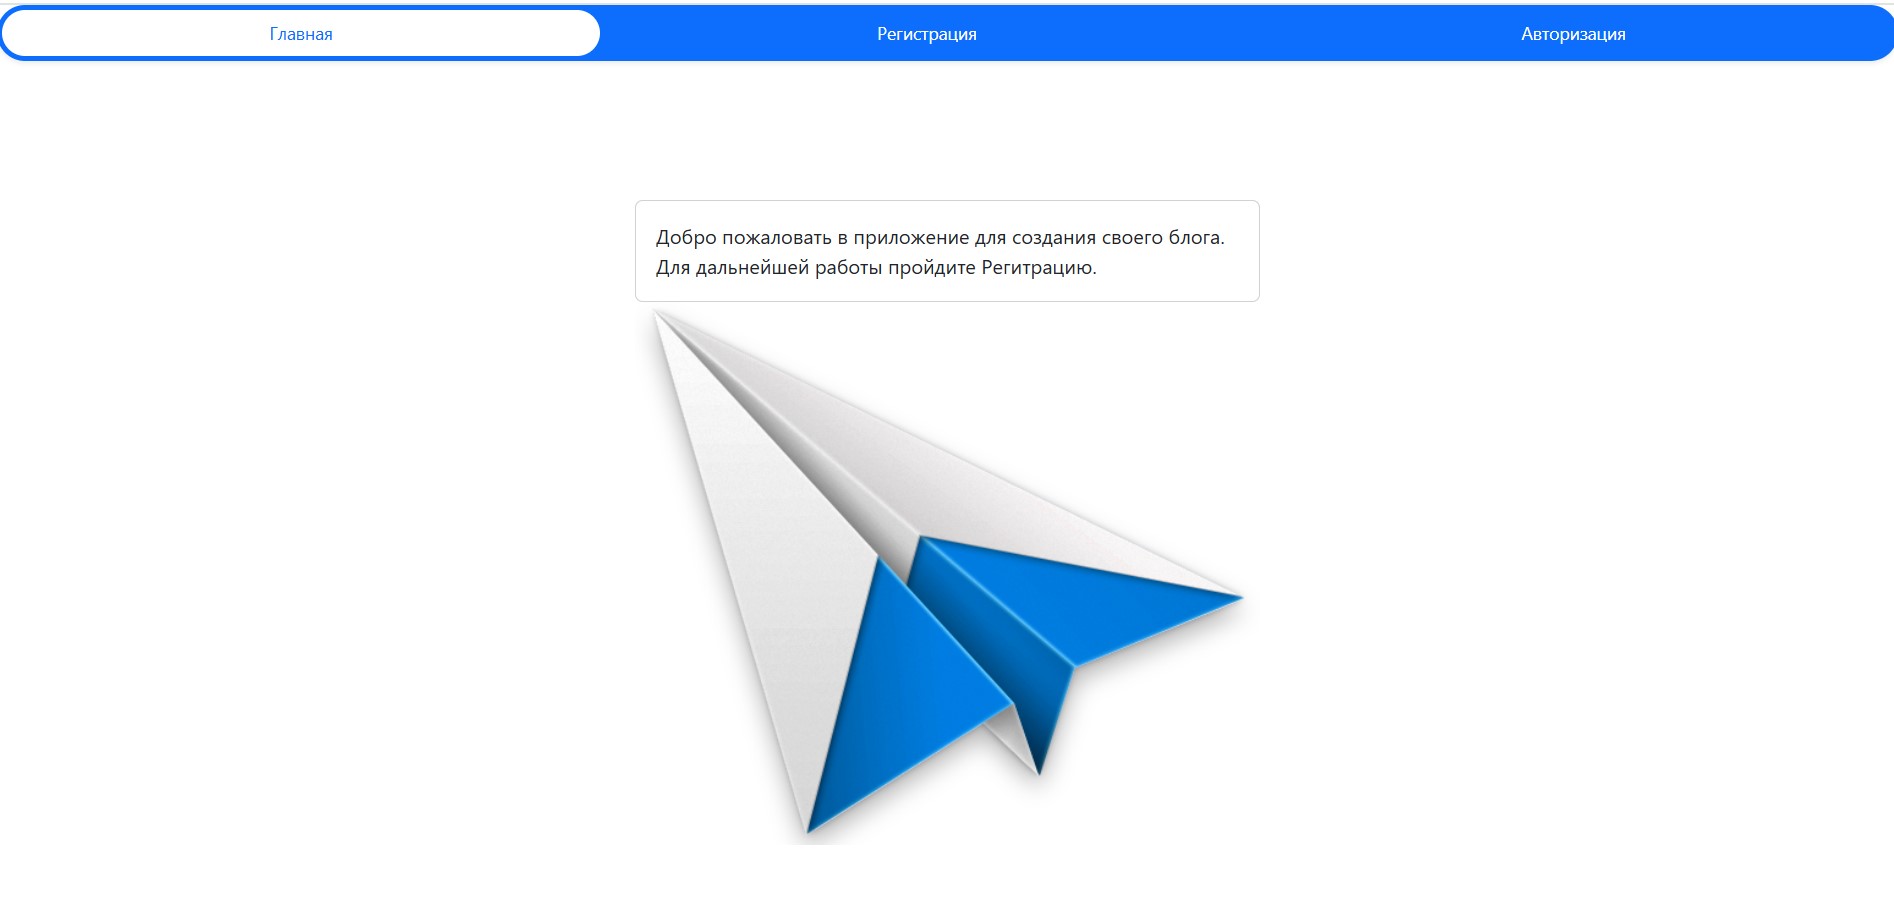 Главная
Регистрация
Авторизация
Добро пожаловать в приложение для создания своего блога.
Для дальнейшей работы пройдите Регитрацию.